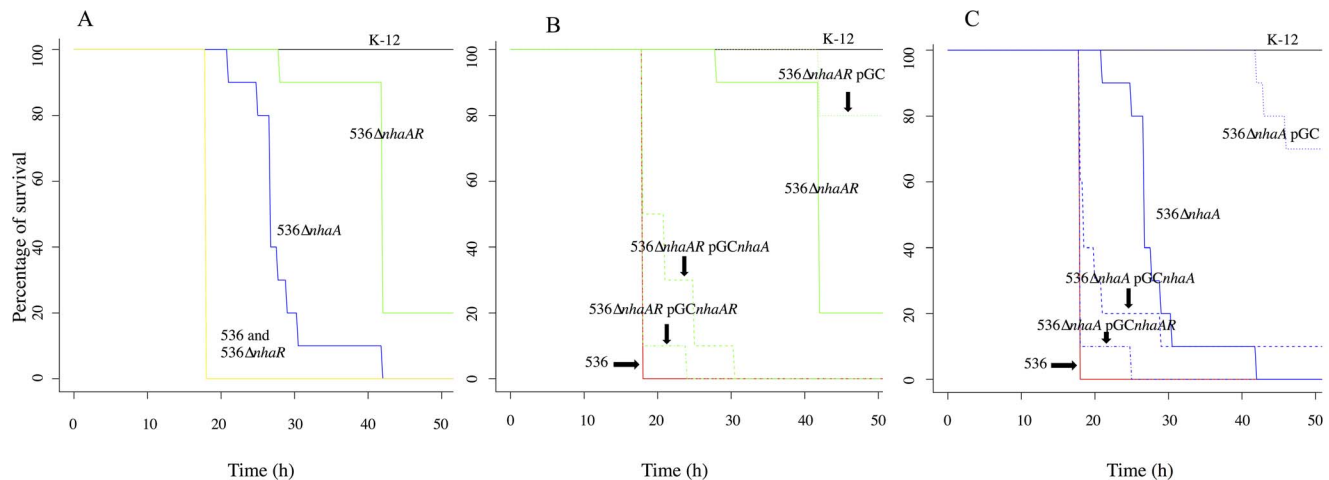 A
K-12
536ΔnhaAR
536ΔnhaA
536 and
536ΔnhaR
Percentage of survival
0
20
40
60
80
100
0
10
20
30
40
50
Time (h)
B
K-12
536ΔnhaAR pGC
536ΔnhaAR
536ΔnhaAR pGCnhaA
536ΔnhaAR pGCnhaAR
536
0
20
40
60
80
100
0
10
20
30
40
50
Time (h)
C
K-12
536ΔnhaA pGC
536ΔnhaA
536ΔnhaA pGCnhaA
536ΔnhaA pGCnhaAR
536
0
20
40
60
80
100
0
10
20
30
40
50
Time (h)